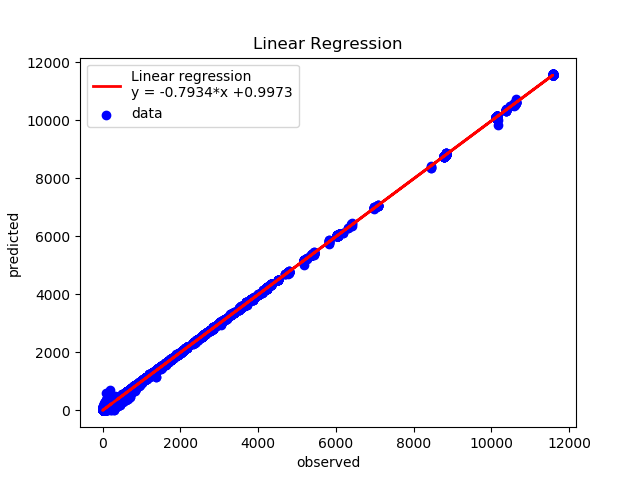 Linear Regression
Linear regression
y = -0.7934*x +0.9973
data
12000
10000
8000
6000
4000
2000
0
predicted
0
2000
4000
6000
8000
10000
12000
observed